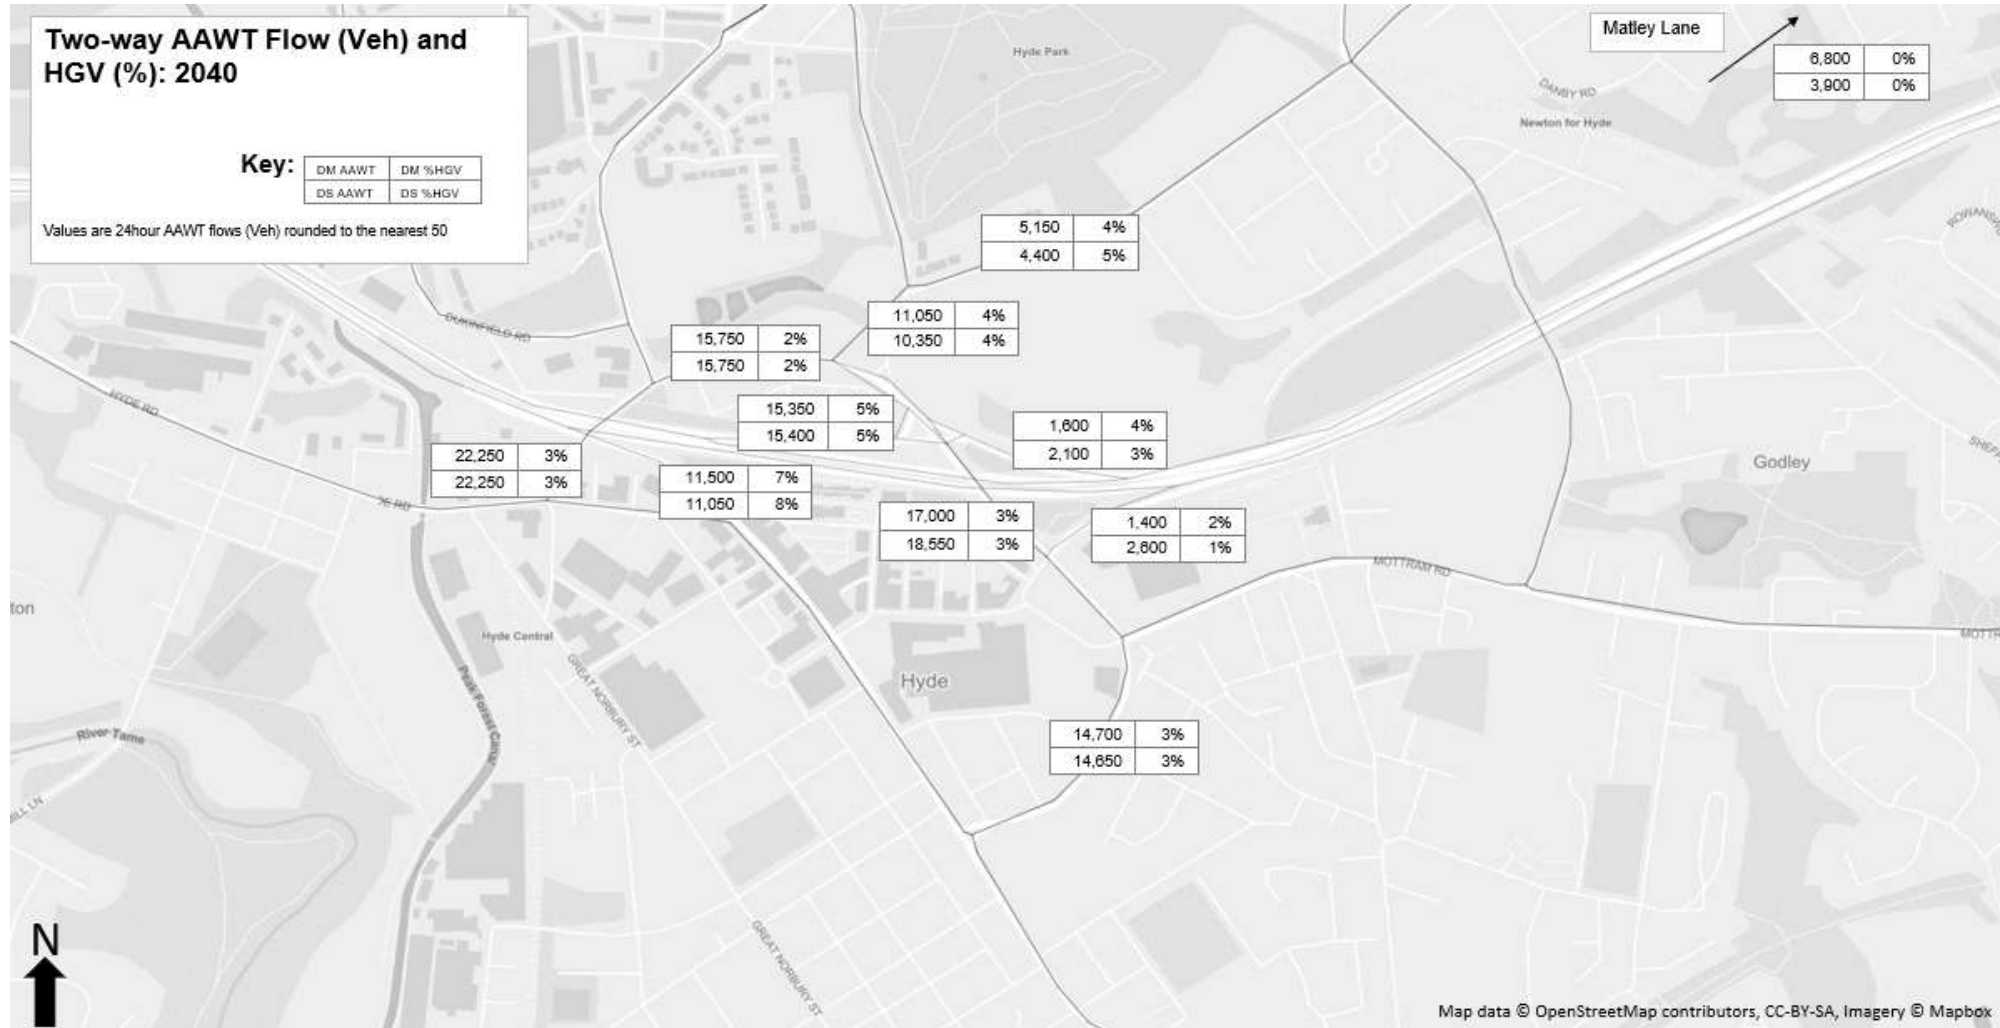 Two-way AAWT Flow (Veh) and
HGV (%): 2040
Key:
DM AAWT DM %HGV
DS AAWT DS %HGV
Values are 24hour AAWT flows (Veh) rounded to the nearest 50
Matley Lane
6,800 0%
3,900 0%
Hyde Park
DANBY RD
Newton for Hyde
5,150 4%
4,400 5%
11,050 4%
10,350 4%
DUKINFIELD RD
15,750 2%
15,750 2%
HYDE RD
15,350 5%
15,400 5%
1,600 4%
2,100 3%
22,250 3%
22,250 3%
Godley
11,500 7%
11,050 8%
DE RD
17,000 3%
18,550 3%
1,400 2%
2,600 1%
MOTTRAM RD
ton
Hyde Central
MOTTR
Peak Forest Canal
GREAT NORBURY ST
Hyde
River Tame
14,700 3%
14,650 3%
ILL LN
GREAT NORBURY ST
N
Map data © OpenStreetMap contributors, CC-BY-SA, Imagery © Mapbox